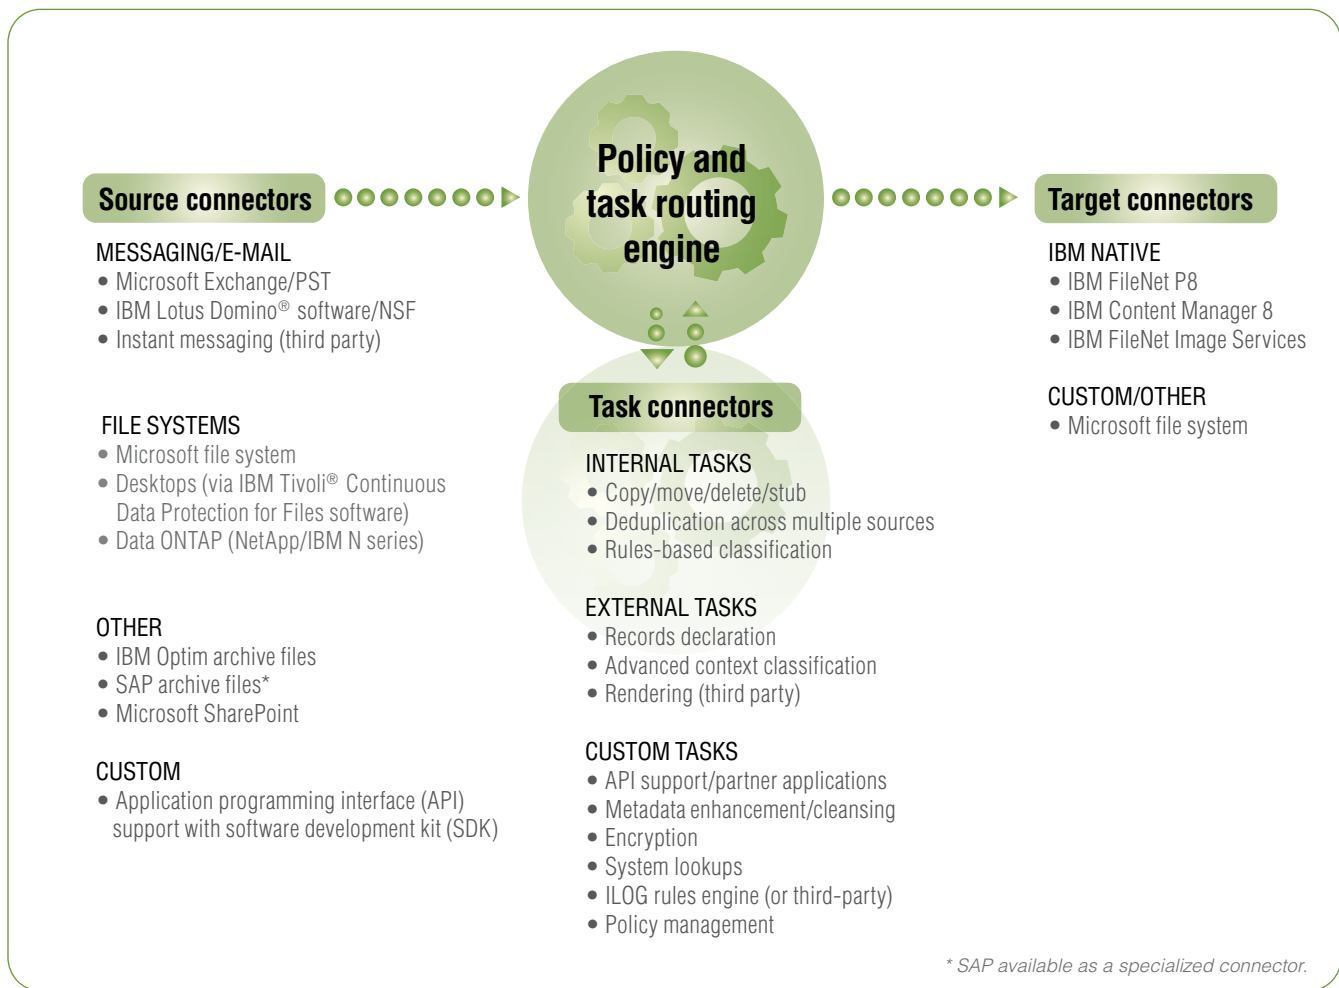 Policy and
task routing
engine
Source connectors
MESSAGING/E-MAIL
• Microsoft Exchange/PST
• IBM Lotus Domino® software/NSF
• Instant messaging (third party)
FILE SYSTEMS
• Microsoft file system
• Desktops (via IBM Tivoli® Continuous
Data Protection for Files software)
• Data ONTAP (NetApp/IBM N series)
OTHER
• IBM Optim archive files
• SAP archive files*
• Microsoft SharePoint
CUSTOM
• Application programming interface (API)
support with software development kit (SDK)
Task connectors
INTERNAL TASKS
• Copy/move/delete/stub
• Deduplication across multiple sources
• Rules-based classification
EXTERNAL TASKS
• Records declaration
• Advanced context classification
• Rendering (third party)
CUSTOM TASKS
• API support/partner applications
• Metadata enhancement/cleansing
• Encryption
• System lookups
• ILOG rules engine (or third-party)
• Policy management
Target connectors
IBM NATIVE
• IBM FileNet P8
• IBM Content Manager 8
• IBM FileNet Image Services
CUSTOM/OTHER
• Microsoft file system
* SAP available as a specialized connector.